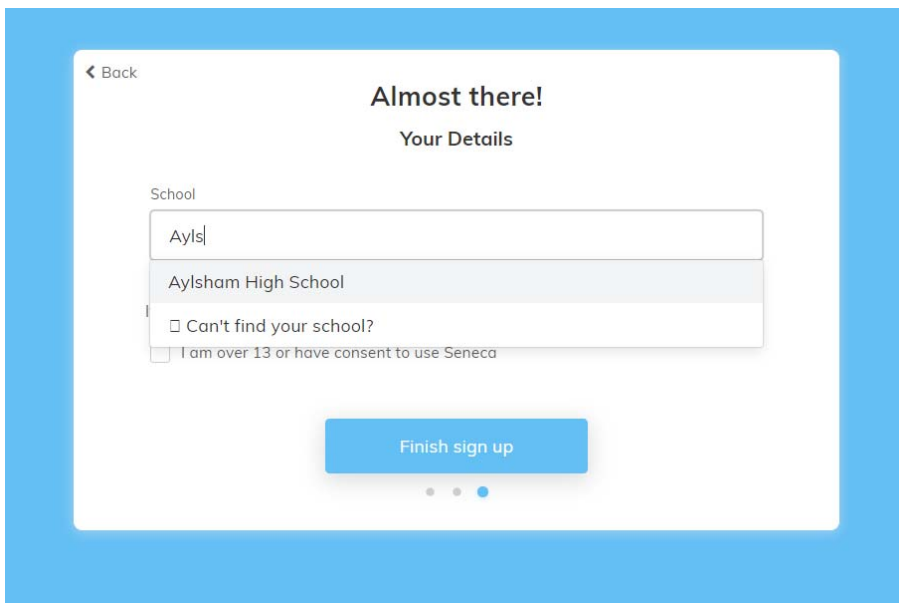 Back
Almost there!
Your Details
School
Ayls
Aylsham High School
Can't find your school?
I am over 13 or have consent to use Seneca
Finish sign up